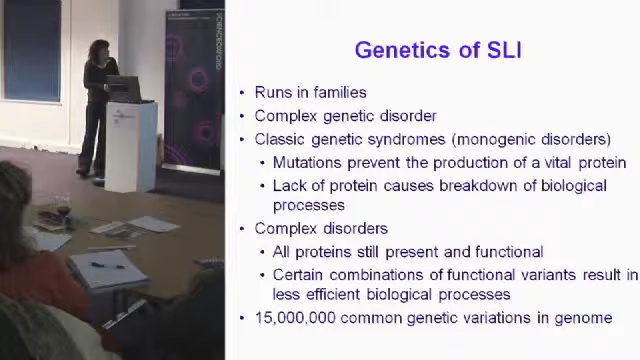 Genetics of SLI
• Runs in families
• Complex genetic disorder
• Classic genetic syndromes (monogenic disorders)
• Mutations prevent the production of a vital protein
• Lack of protein causes breakdown of biological
processes
• Complex disorders
• All proteins still present and functional
• Certain combinations of functional variants result in
less efficient biological processes
• 15,000,000 common genetic variations in genome